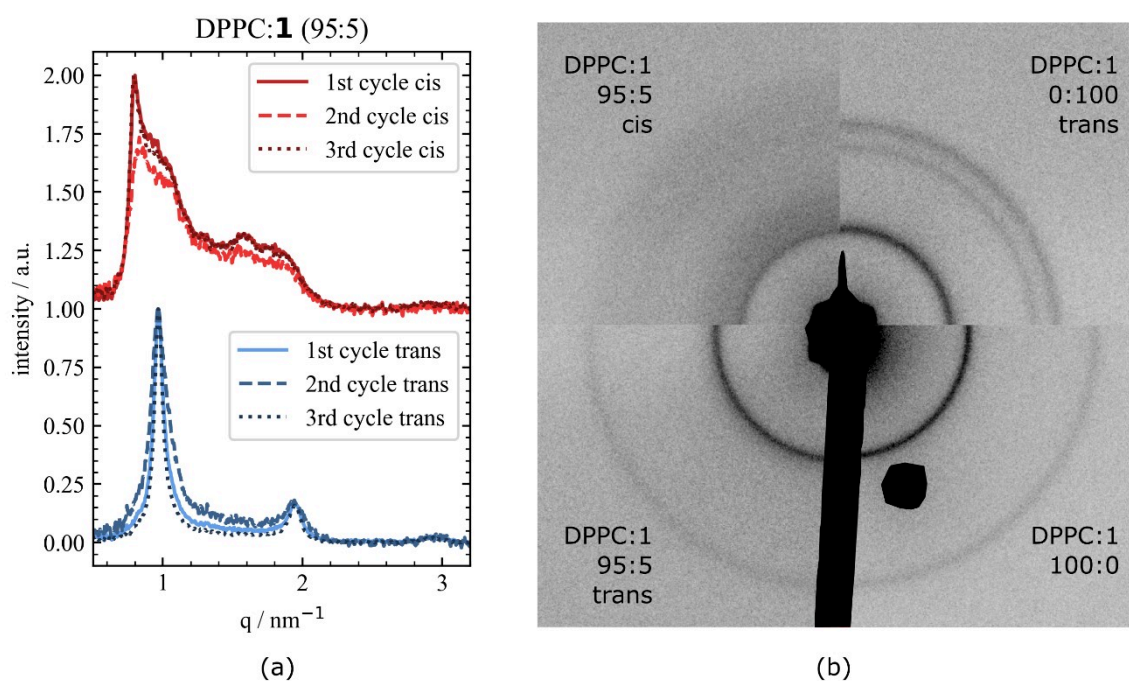 DPPC:1 (95:5)
2.00
1.75
1.50
1.25
1.00
0.75
0.50
0.25
0.00
intensity / a.u.
1st cycle cis
2nd cycle cis
3rd cycle cis
1st cycle trans
2nd cycle trans
3rd cycle trans
1
2
3
q / nm⁻¹
(a)
DPPC:1
95:5
cis
DPPC:1
0:100
trans
DPPC:1
95:5
trans
DPPC:1
100:0
(b)